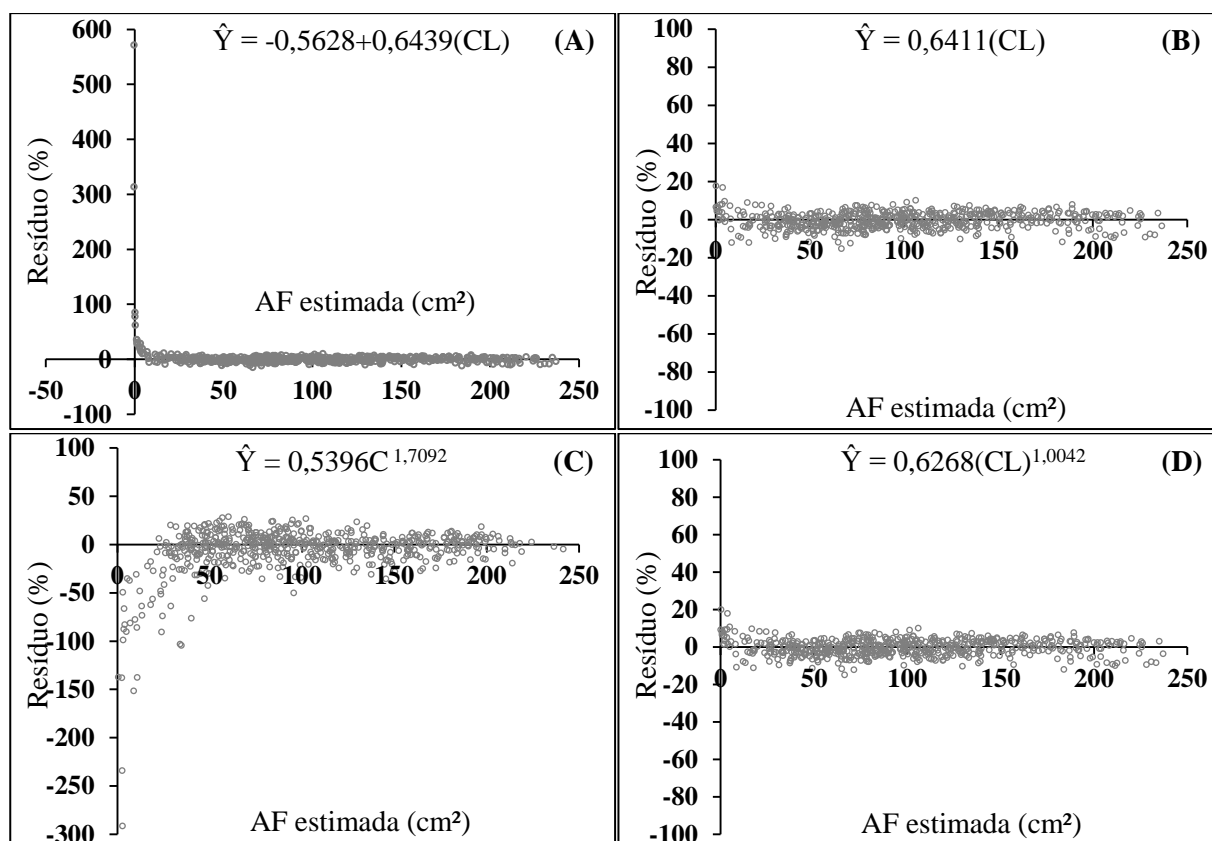 Ŷ = -0,5628+0,6439(CL) (A)
600
500
400
300
200
100
0
-100
Resíduo (%)
AF estimada (cm²)
-50 0 50 100 150 200 250
Ŷ = 0,6411(CL) (B)
100
80
60
40
20
0
-20
-40
-60
-80
-100
Resíduo (%)
0 50 100 150 200 250
AF estimada (cm²)
Ŷ = 0,5396C 1,7092 (C)
100
50
0
-50
-100
-150
-200
-250
-300
Resíduo (%)
0 50 100 150 200 250
AF estimada (cm²)
Ŷ = 0,6268(CL)1,0042 (D)
100
80
60
40
20
0
-20
-40
-60
-80
-100
Resíduo (%)
0 50 100 150 200 250
AF estimada (cm²)